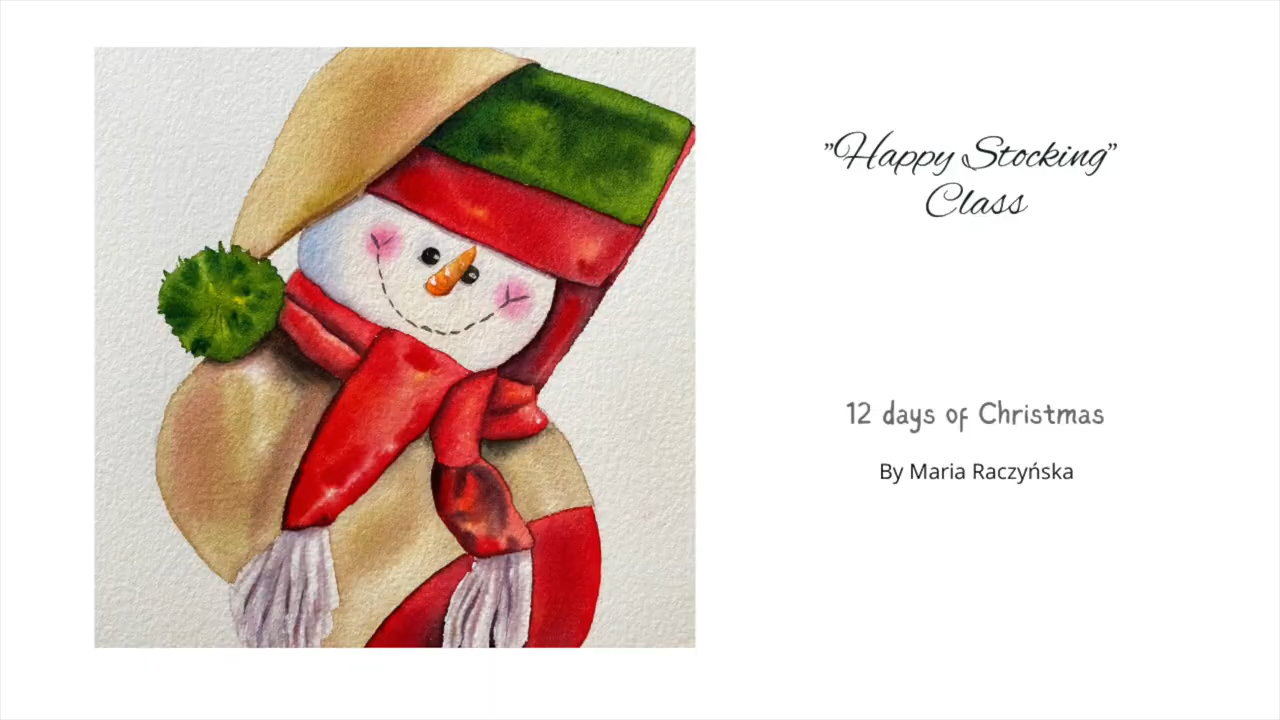 "Happy Stocking"
Class
12 days of Christmas
By Maria Raczyńska